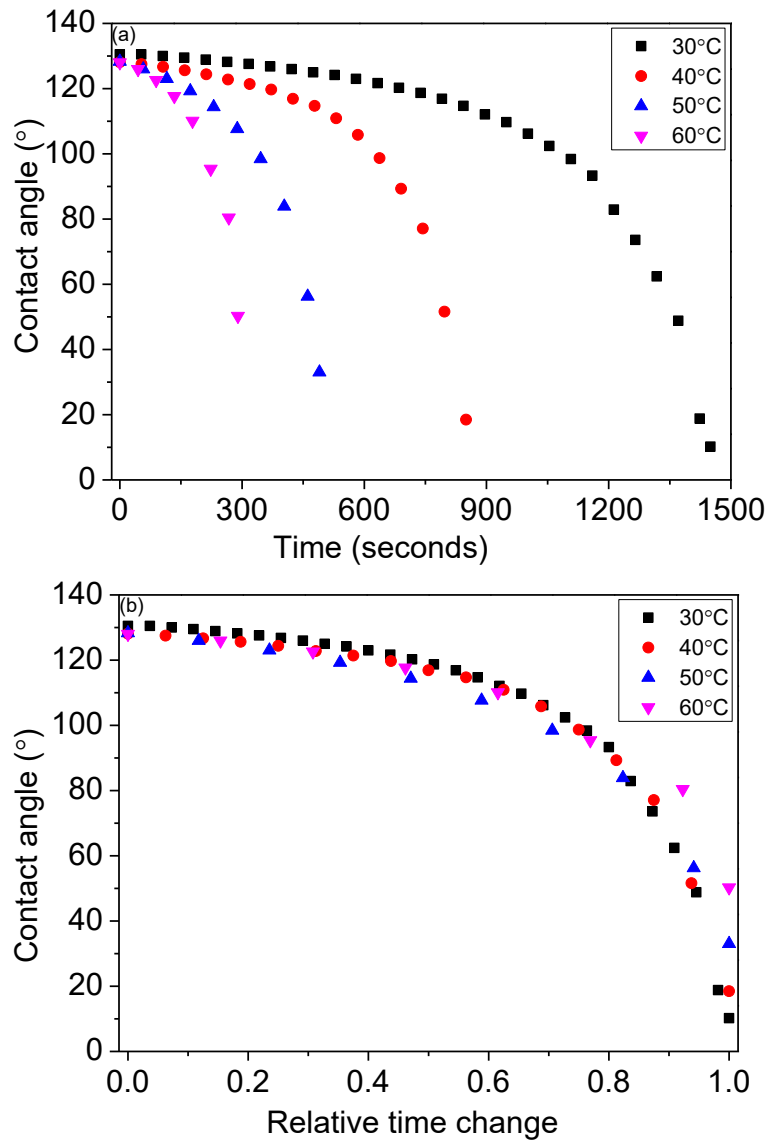 (a)
140
120
100
80
60
40
20
0
Contact angle (°)
30°C
40°C
50°C
60°C
0 300 600 900 1200 1500
Time (seconds)
(b)
140
120
100
80
60
40
20
0
Contact angle (°)
30°C
40°C
50°C
60°C
0.0 0.2 0.4 0.6 0.8 1.0
Relative time change